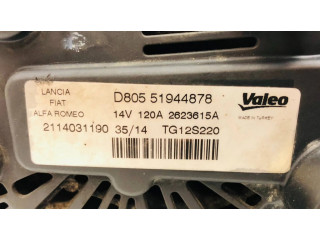 LANCIA
FIAT
ALFA ROMEO
D805 51944878
14V 120A 2623615A
2114031190 35/14 TG12S220
Valeo
MADE IN TURKEY